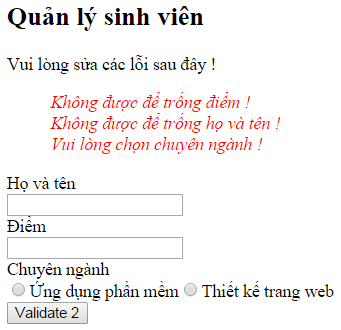 Quản lý sinh viên
Vui lòng sửa các lỗi sau đây !
Không được để trống điểm !
Không được để trống họ và tên !
Vui lòng chọn chuyên ngành !
Họ và tên
Điểm
Chuyên ngành
Ứng dụng phần mềm Thiết kế trang web
Validate 2